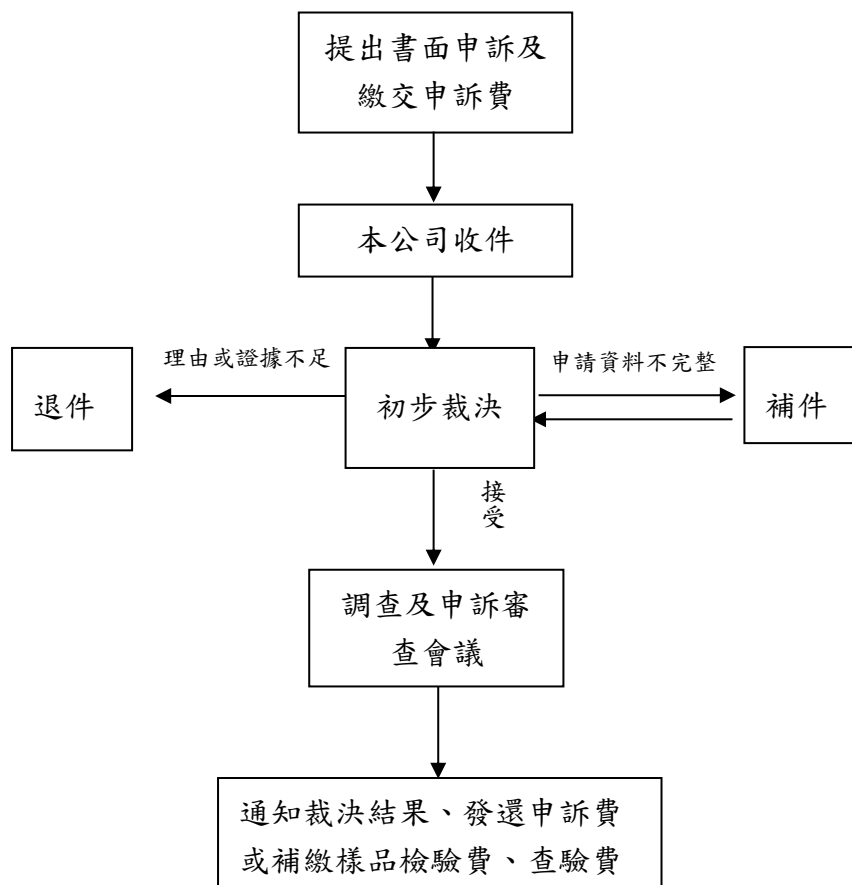 提出書面申訴及
繳交申訴費
本公司收件
理由或證據不足
申請資料不完整
退件
初步裁決
補件
接
受
調查及申訴審
查會議
通知裁決結果、發還申訴費
或補繳樣品檢驗費、查驗費